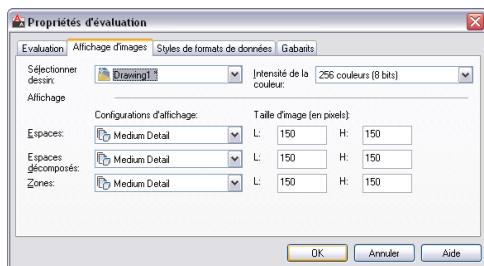 Propriétés d'évaluation
Evaluation Affichage d'images Styles de formats de données Gabarits
Sélectionner dessin: Drawing1 * Intensité de la couleur: 256 couleurs (8 bits)
Affichage
Configurations d'affichage: Taille d'image (en pixels):
Espaces: Medium Detail L: 150 H: 150
Espaces décomposés: Medium Detail L: 150 H: 150
Zones: Medium Detail L: 150 H: 150
OK Annuler Aide